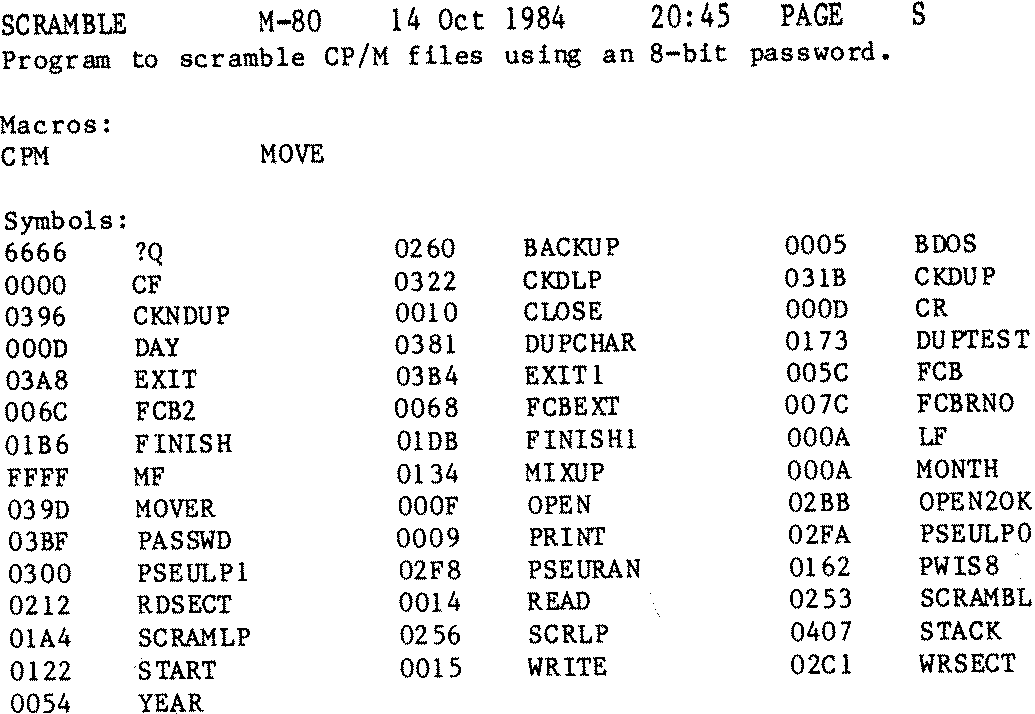 SCRAMBLE M-80 14 Oct 1984 20:45 PAGE S
Program to scramble CP/M files using an 8-bit password.
Macros:
CPM MOVE
Symbols:
6666 ?Q 0260 BACKUP 0005 BDOS
0000 CF 0322 CKDLP 031B CKDUP
0396 CKNDUP 0010 CLOSE 000D CR
000D DAY 0381 DUPCHAR 0173 DUPTEST
03A8 EXIT 03B4 EXIT1 005C FCB
006C FCB2 0068 FCBEXT 007C FCBRNO
01B6 FINISH 01DB FINISH1 000A LF
FFFF MF 0134 MIXUP 000A MONTH
039D MOVER 000F OPEN 02BB OPEN2OK
03BF PASSWD 0009 PRINT 02FA PSEULP0
0300 PSEULP1 02F8 PSEURAN 0162 PWIS8
0212 RDSECT 0014 READ 0253 SCRAMBL
01A4 SCRAMLP 0256 SCRLP 0407 STACK
0122 START 0015 WRITE 02C1 WRSECT
0054 YEAR